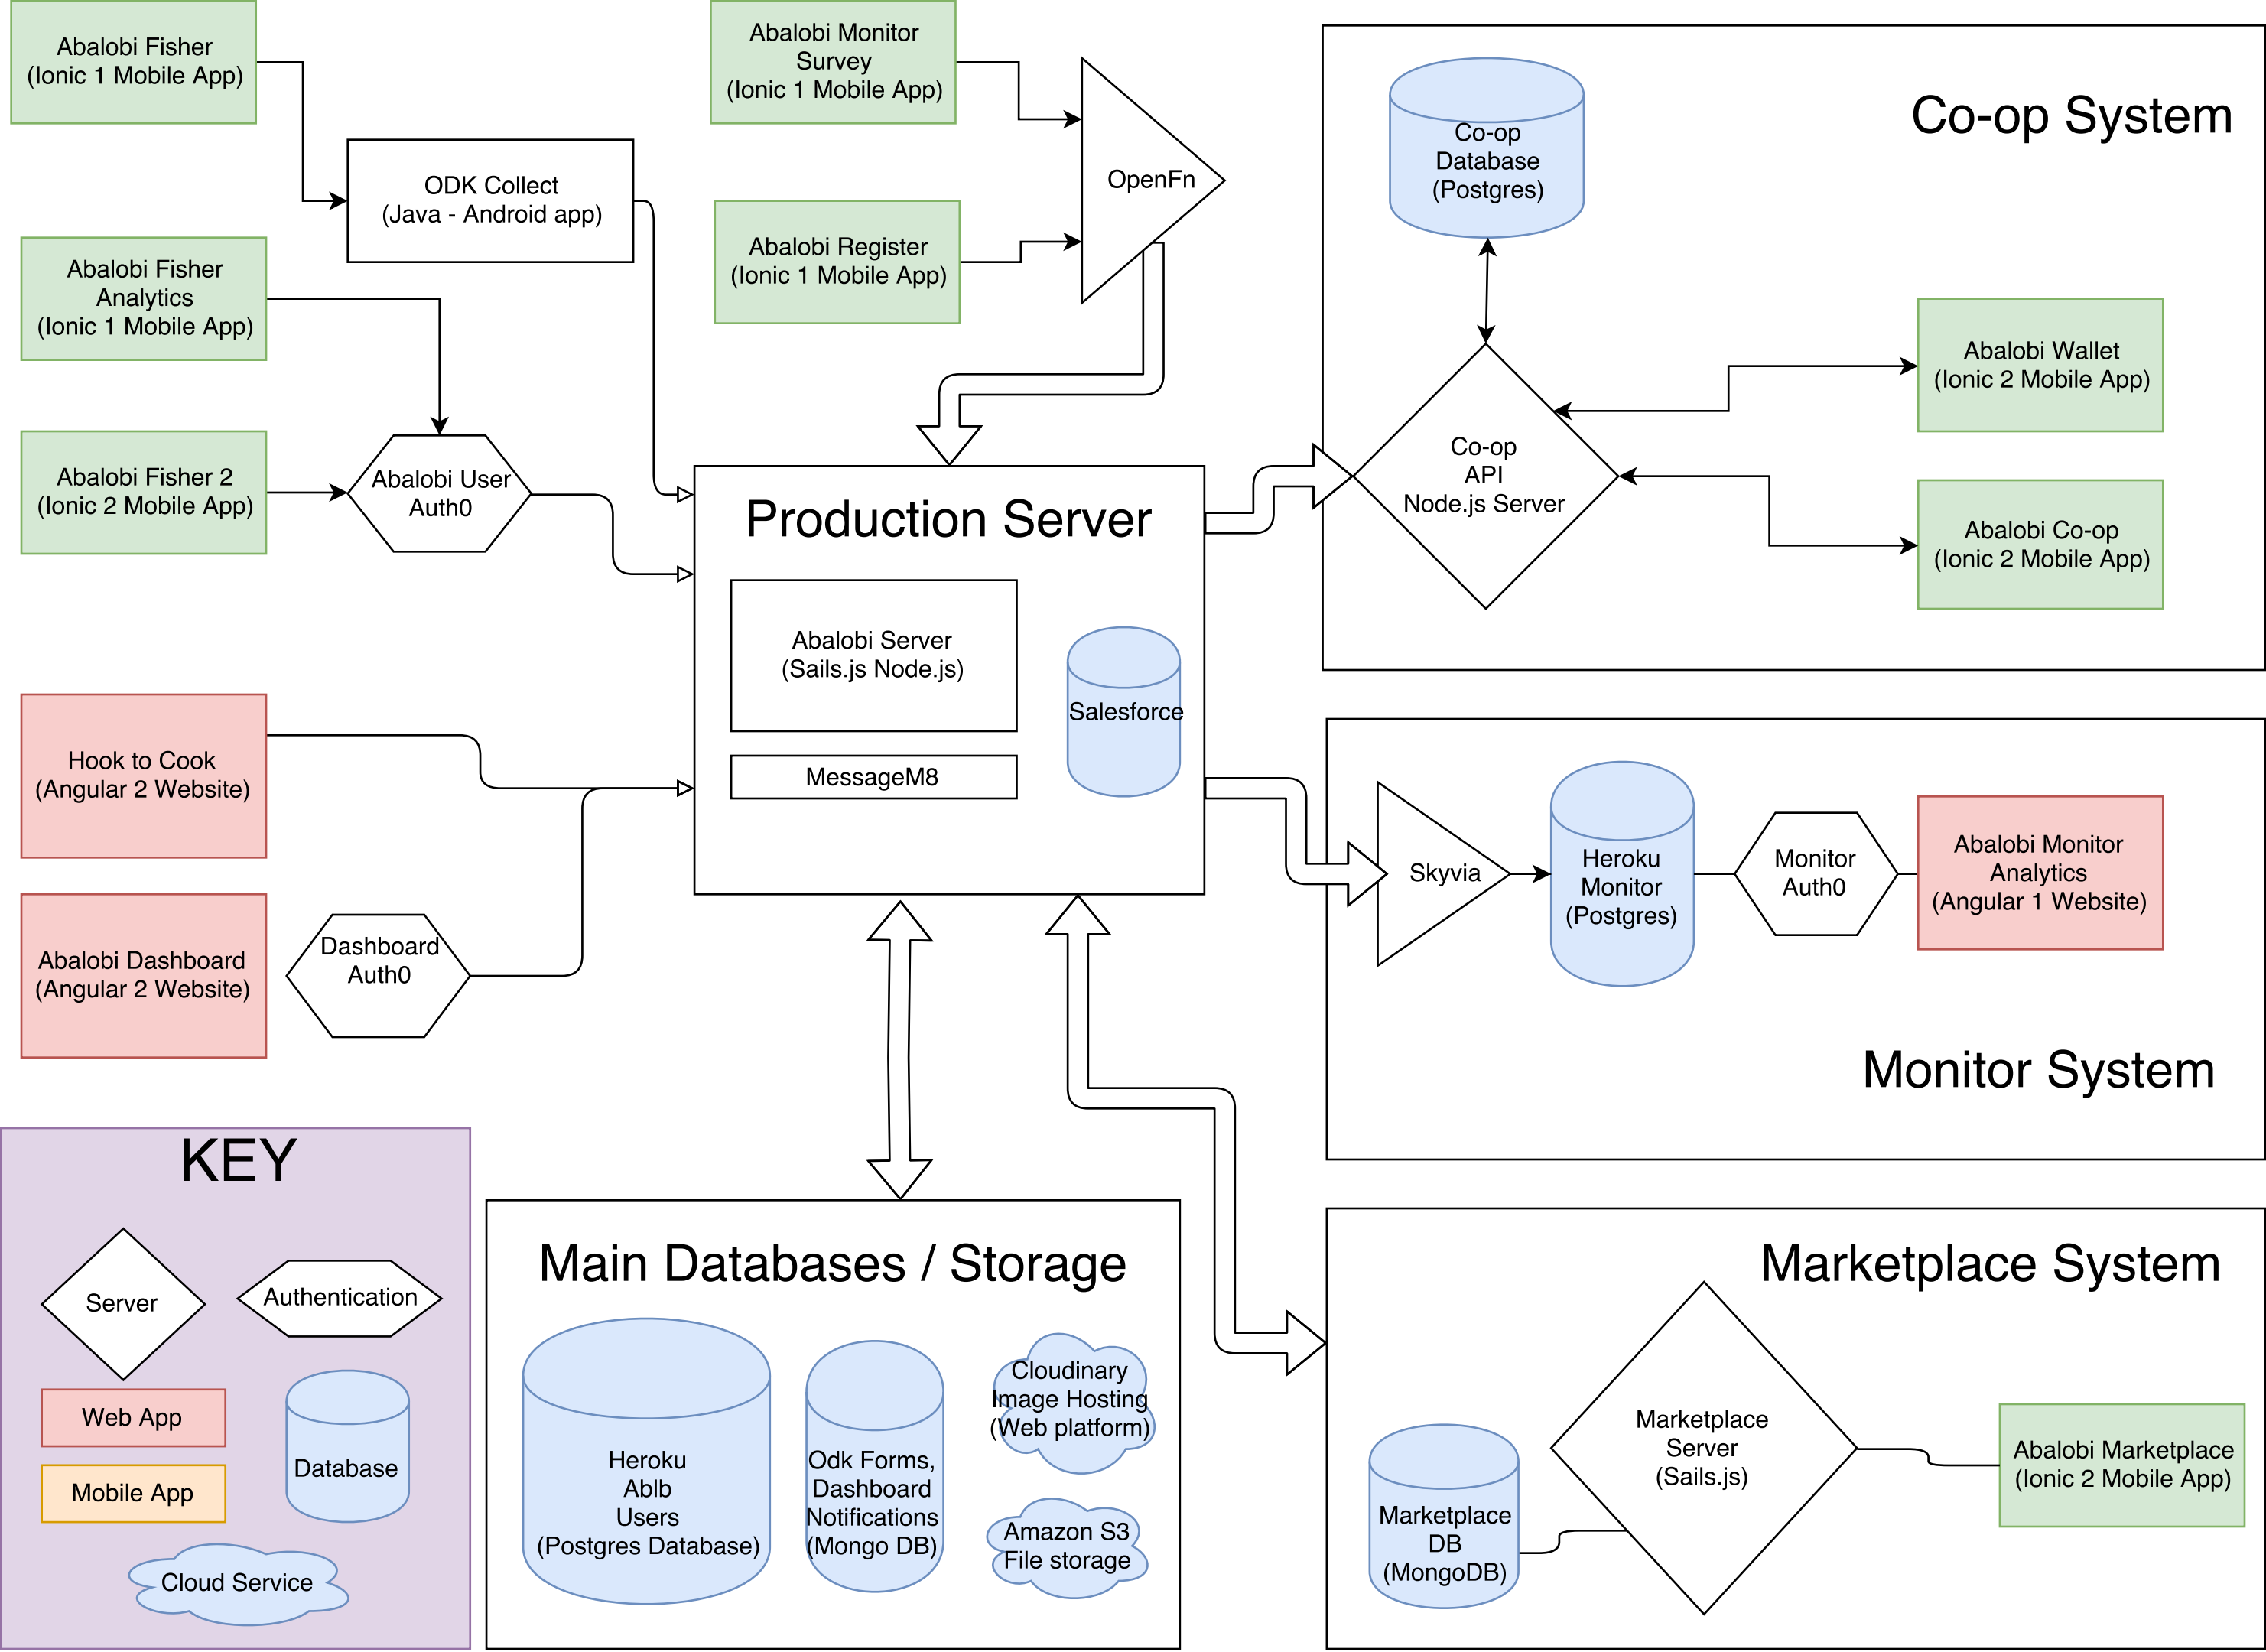 Abalobi Fisher
(Ionic 1 Mobile App)
Abalobi Monitor
Survey
(Ionic 1 Mobile App)
Co-op System
Co-op
Database
(Postgres)
OpenFn
ODK Collect
(Java - Android app)
Abalobi Register
(Ionic 1 Mobile App)
Abalobi Fisher
Analytics
(Ionic 1 Mobile App)
Abalobi Wallet
(Ionic 2 Mobile App)
Abalobi Fisher 2
(Ionic 2 Mobile App)
Abalobi User
Auth0
Co-op
API
Node.js Server
Abalobi Co-op
(Ionic 2 Mobile App)
Production Server
Abalobi Server
(Sails.js Node.js)
Salesforce
MessageM8
Hook to Cook
(Angular 2 Website)
Abalobi Dashboard
(Angular 2 Website)
Dashboard
Auth0
Skyvia
Heroku
Monitor
(Postgres)
Monitor
Auth0
Abalobi Monitor
Analytics
(Angular 1 Website)
Monitor System
KEY
Server
Authentication
Web App
Mobile App
Database
Cloud Service
Main Databases / Storage
Heroku
Ablb
Users
(Postgres Database)
Odk Forms,
Dashboard
Notifications
(Mongo DB)
Cloudinary
Image Hosting
(Web platform)
Amazon S3
File storage
Marketplace System
Marketplace
Server
(Sails.js)
Marketplace
DB
(MongoDB)
Abalobi Marketplace
(Ionic 2 Mobile App)